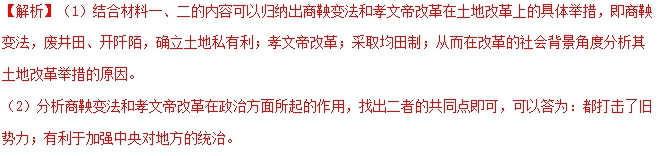 【解析】（1）结合材料一、二的内容可以归纳出商鞅变法和孝文帝改革在土地改革上的具体举措，即商鞅
变法，废井田、开阡陌，确立土地私有利；孝文帝改革；采取均田制；从而在改革的社会背景角度分析其
土地改革举措的原因。
（2）分析商鞅变法和孝文帝改革在政治方面所起的作用，找出二者的共同点即可，可以答为：都打击了旧
势力；有利于加强中央对地方的统治。